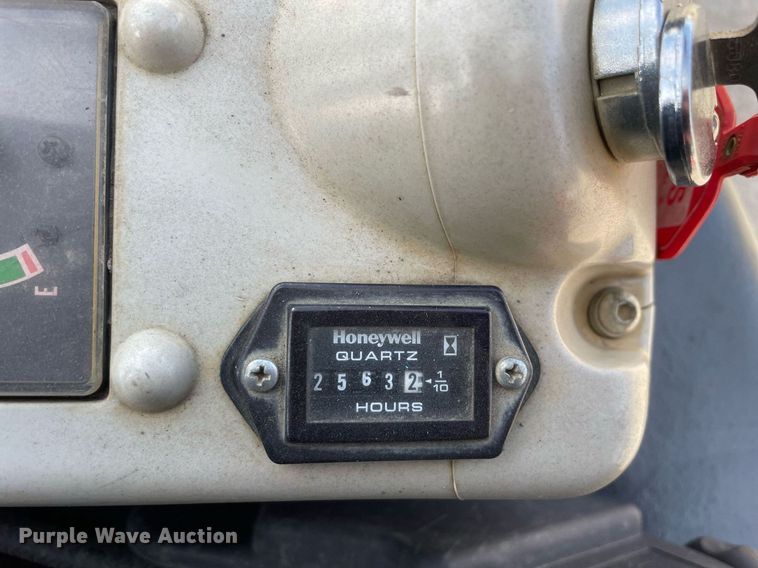 E
Honeywell
QUARTZ
2 5 6 3 2 1/10
HOURS
Purple Wave Auction